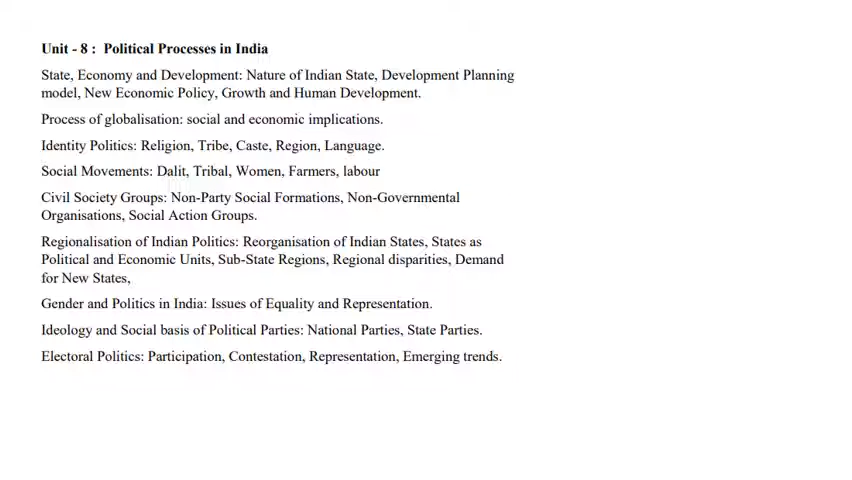 Unit - 8 : Political Processes in India
State, Economy and Development: Nature of Indian State, Development Planning
model, New Economic Policy, Growth and Human Development.
Process of globalisation: social and economic implications.
Identity Politics: Religion, Tribe, Caste, Region, Language.
Social Movements: Dalit, Tribal, Women, Farmers, labour
Civil Society Groups: Non-Party Social Formations, Non-Governmental
Organisations, Social Action Groups.
Regionalisation of Indian Politics: Reorganisation of Indian States, States as
Political and Economic Units, Sub-State Regions, Regional disparities, Demand
for New States,
Gender and Politics in India: Issues of Equality and Representation.
Ideology and Social basis of Political Parties: National Parties, State Parties.
Electoral Politics: Participation, Contestation, Representation, Emerging trends.